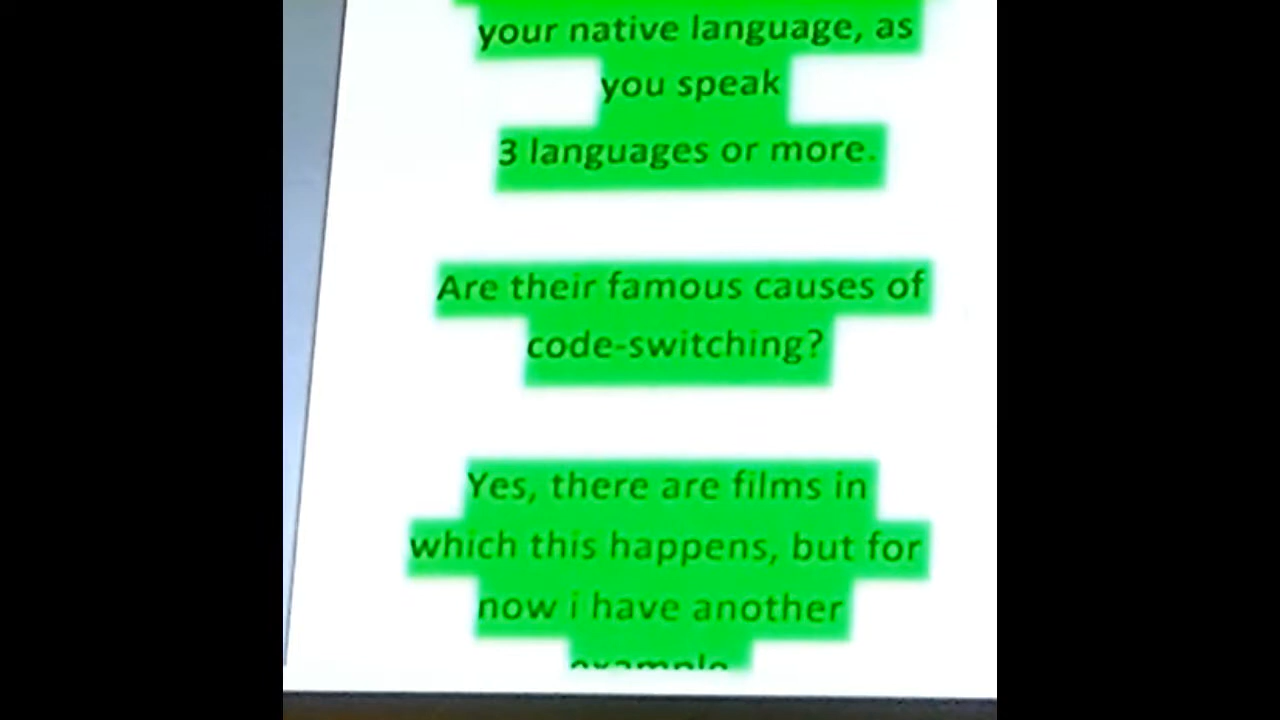 your native language, as
you speak
3 languages or more.
Are their famous causes of
code-switching?
Yes, there are films in
which this happens, but for
now i have another
example